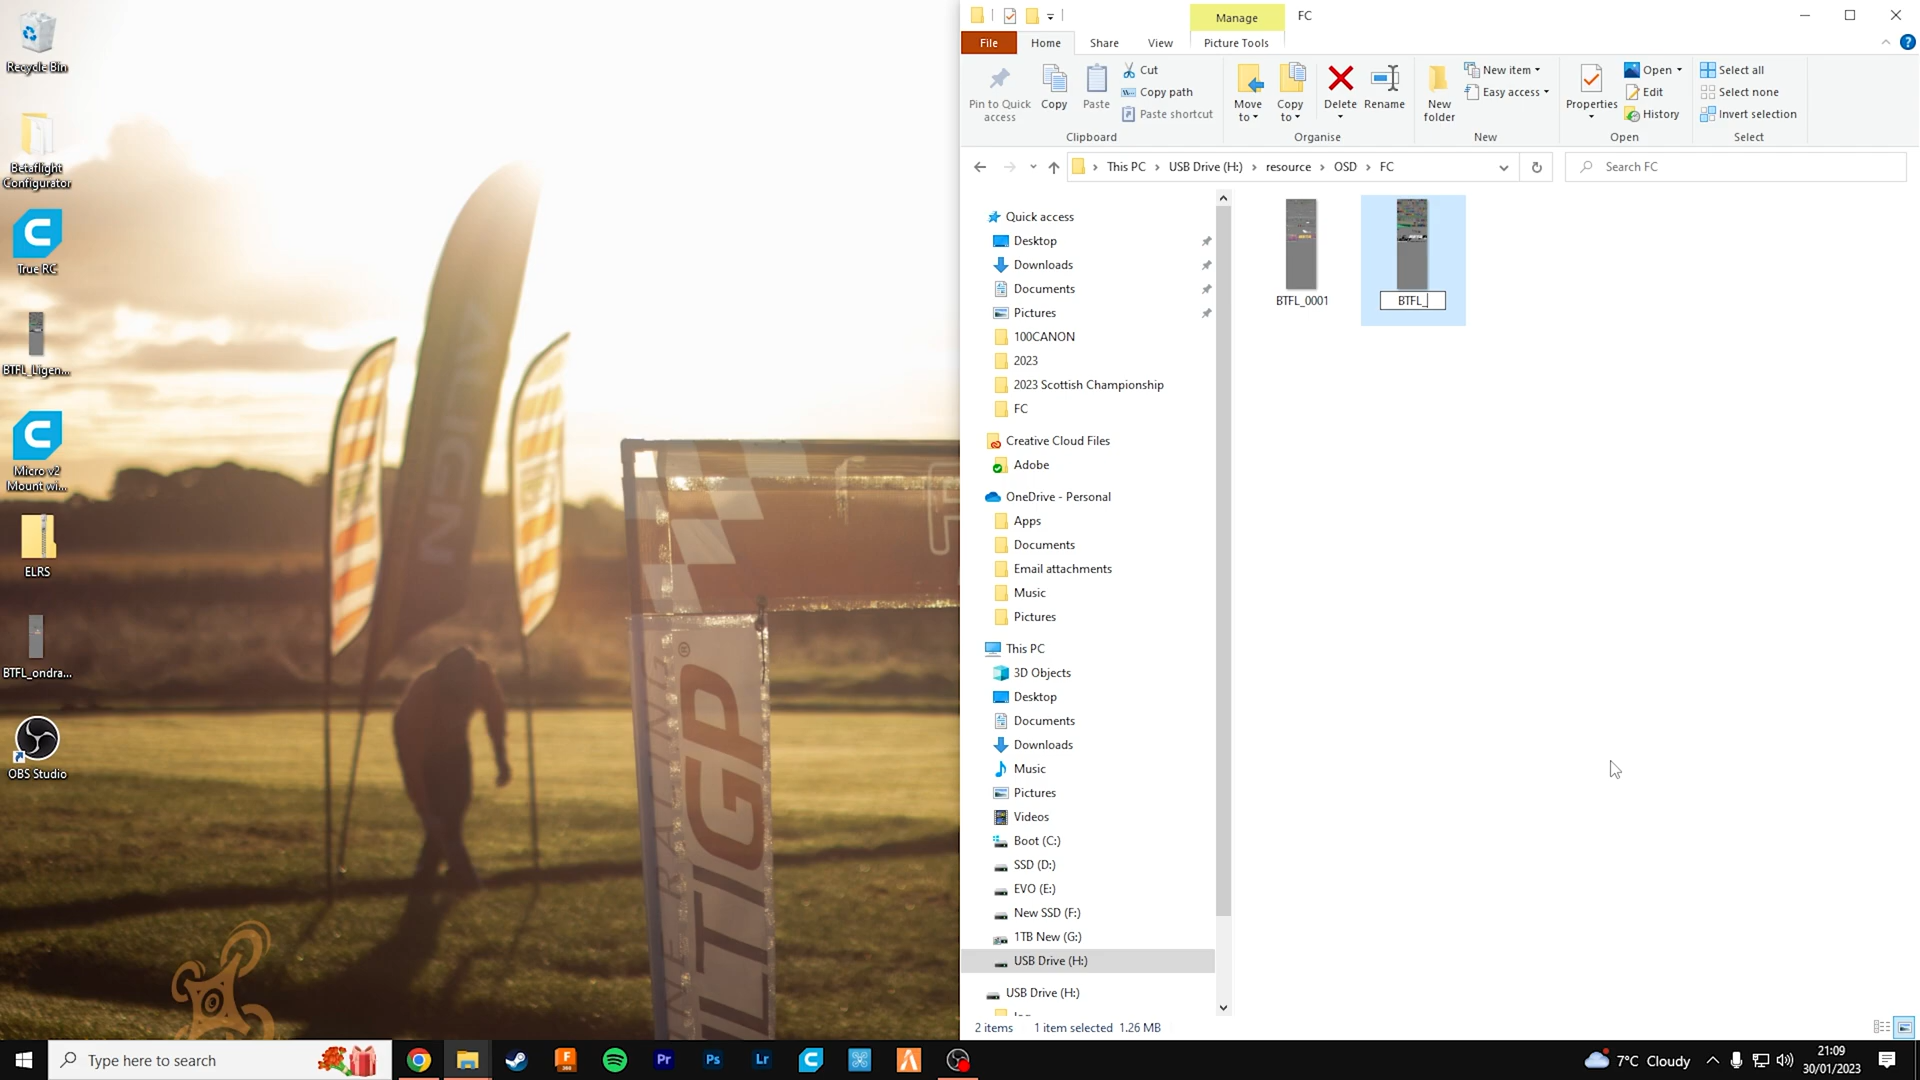 Recycle Bin
Betaflight
Configurator
True RC
BTFL_Ligen...
Micro v2
Mount wi...
ELRS
BTFL_ondra...
OBS Studio
ALIGN
LTIGP
®
Manage
FC
File
Home
Share
View
Picture Tools
Pin to Quick
access
Copy
Paste
Cut
Copy path
Paste shortcut
Clipboard
Move
to
Copy
to
Delete
Rename
Organise
New
folder
New item
Easy access
New
Properties
Open
Edit
History
Open
Select all
Select none
Invert selection
Select
This PC
USB Drive (H:)
resource
OSD
FC
Search FC
Quick access
Desktop
Downloads
Documents
Pictures
100CANON
2023
2023 Scottish Championship
FC
Creative Cloud Files
Adobe
OneDrive - Personal
Apps
Documents
Email attachments
Music
Pictures
This PC
3D Objects
Desktop
Documents
Downloads
Music
Pictures
Videos
Boot (C:)
SSD (D:)
EVO (E:)
New SSD (F:)
1TB New (G:)
USB Drive (H:)
USB Drive (H:)
BTFL_0001
BTFL_
2 items
1 item selected 1.26 MB
Type here to search
Pr
Ps
Lr
7°C Cloudy
21:09
30/01/2023